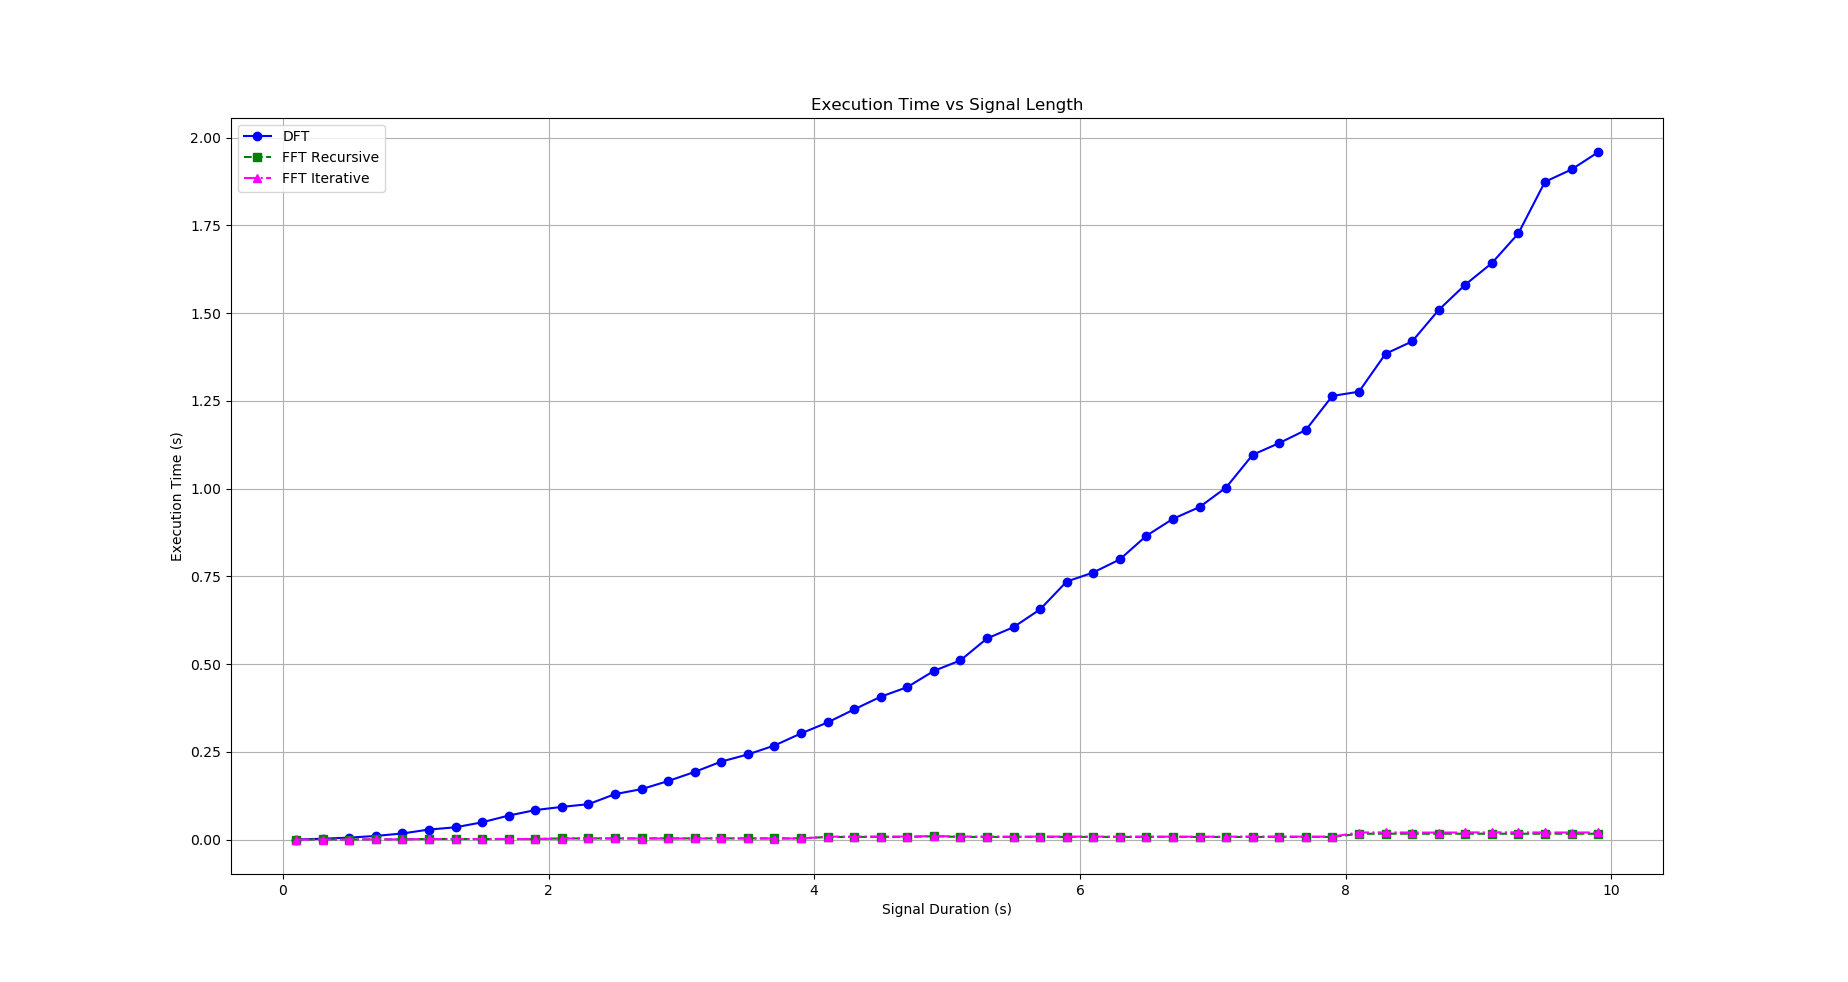 Execution Time vs Signal Length
DFT
FFT Recursive
FFT Iterative
2.00
1.75
1.50
1.25
1.00
0.75
0.50
0.25
0.00
Execution Time (s)
0 2 4 6 8 10
Signal Duration (s)